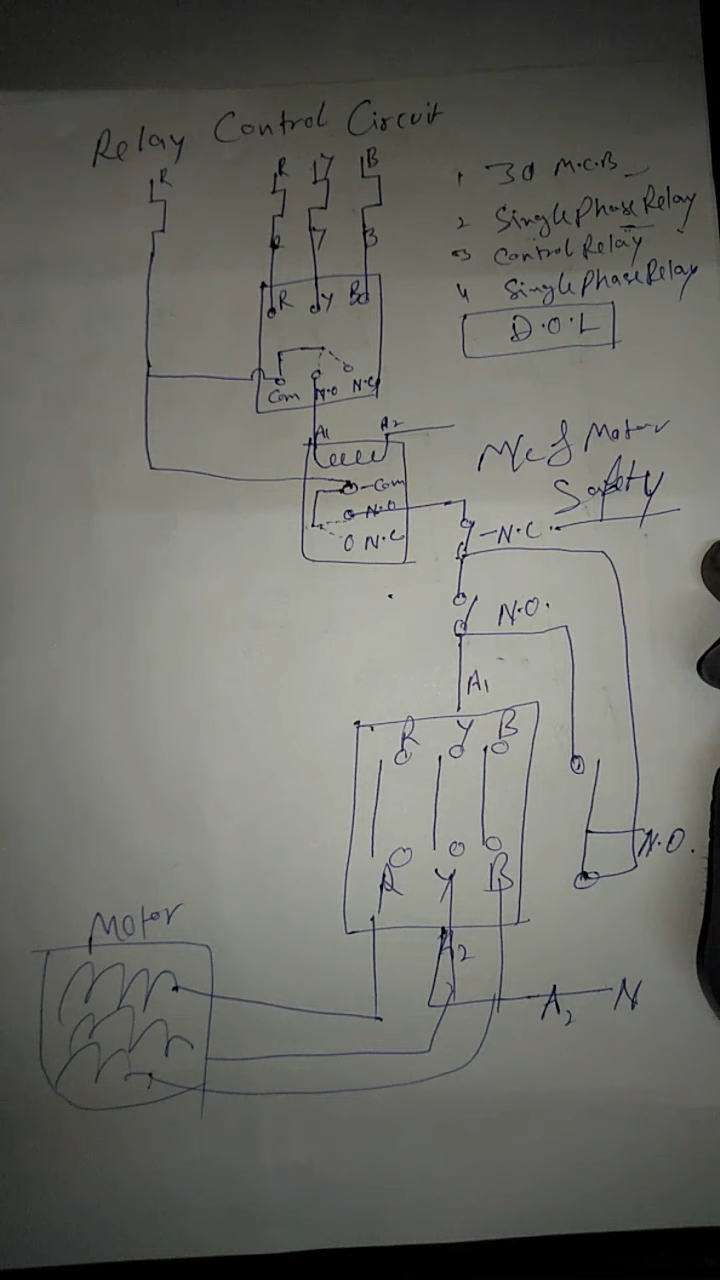 Relay Control Circuit
R R Y B
1 3Ø M.C.B
2 Single Phase Relay
3 Control Relay
4 Single Phase Relay
D.O.L
R Y B
R Y B
Com N.O N.C
A1 A2
Com
N.O
N.C
Motor
Safety
N.C.
N.O.
A1
R Y B
R Y B
N.O.
Motor
A2
A2 N